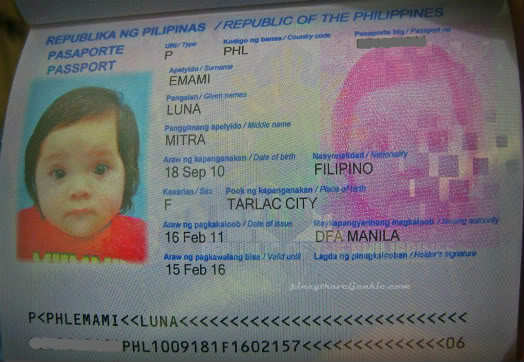 REPUBLIKA NG PILIPINAS / REPUBLIC OF THE PHILIPPINES
PASAPORTE
PASSPORT
URI/ Type
P
Kodigo ng bansa / Country code
PHL
Pasaporte blg / Passport no
Apelyido / Surname
EMAMI
Pangalan / Given names
LUNA
Panggitnang apelyido / Middle name
MITRA
Araw ng kapanganakan / Date of birth
18 Sep 10
Nasyonalidad / Nationality
FILIPINO
Kasarian / Sex
F
Pook ng kapanganakan / Place of birth
TARLAC CITY
Araw ng pagkakaloob / Date of issue
16 Feb 11
Maykapangyarihang magkaloob / Issuing authority
DFA MANILA
Araw ng pagkawalang bisa / Valid until
15 Feb 16
Lagda ng pinagkalooban / Holder's signature
pinaytraveljunkie.com
P<PHLEMAMI<<LUNA<<<<<<<<<<<<<<<<<<<<<<<<<<<<
PHL1009181F1602157<<<<<<<<<<<<<<06